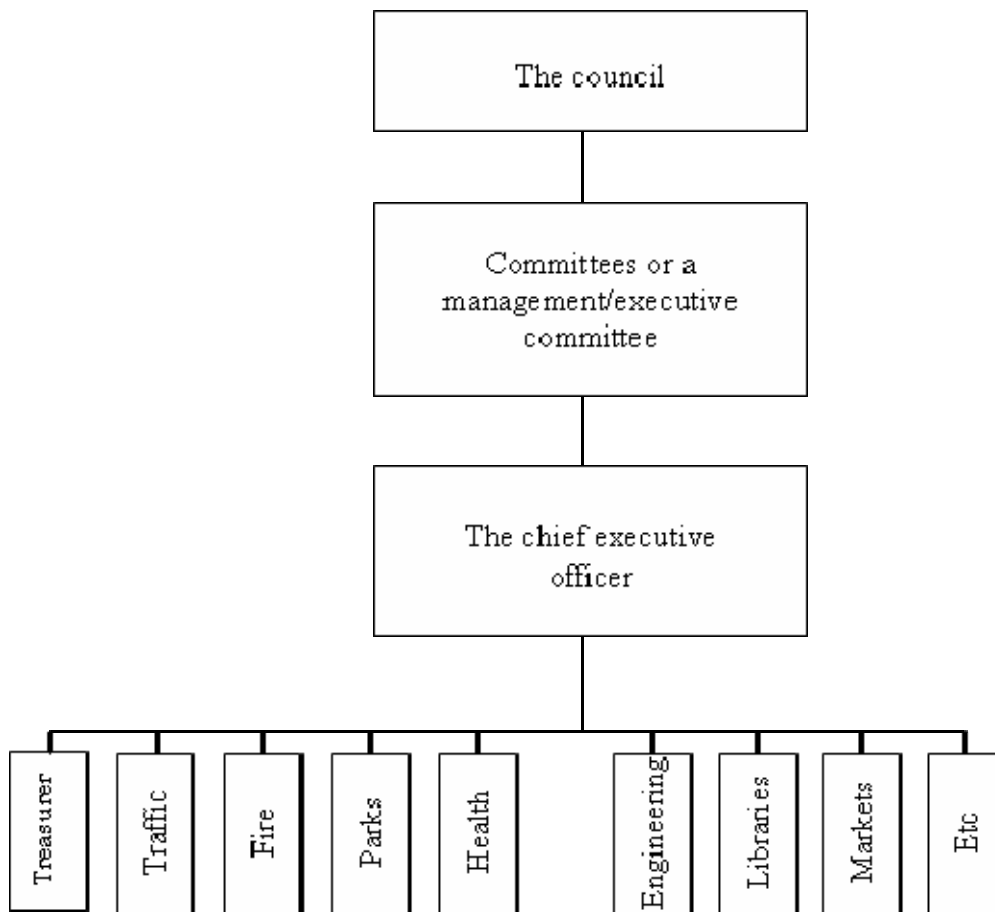 The council
Committees or a
management/executive
committee
The chief executive
officer
Treasurer
Traffic
Fire
Parks
Health
Engineering
Libraries
Markets
Etc